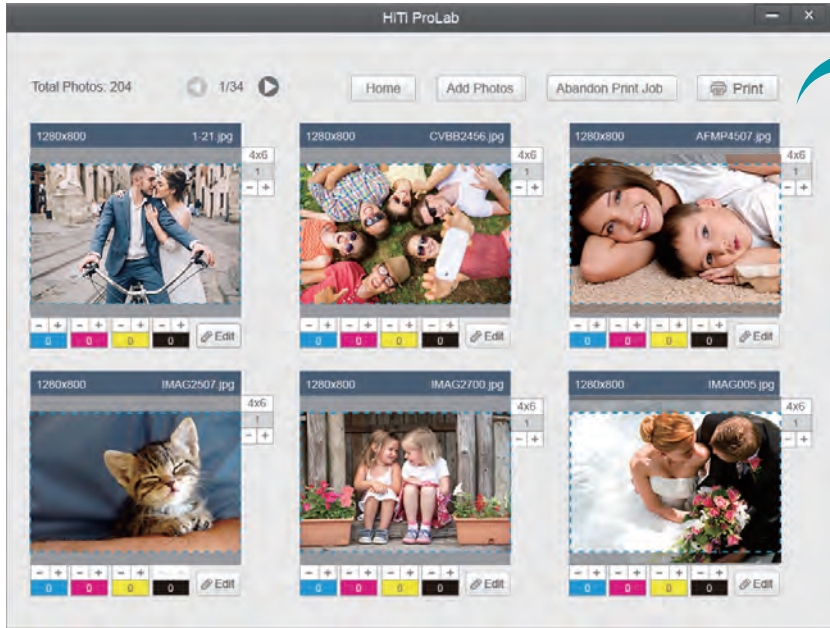 HiTi ProLab
Total Photos: 204
1/34
Home
Add Photos
Abandon Print Job
Print
1280x800 1-21.jpg
4x6
1
- +
- + - + - + - +
0 0 0 0
Edit
1280x800 CVBB2456.jpg
4x6
1
- +
- + - + - + - +
0 0 0 0
Edit
1280x800 AFMP4507.jpg
4x6
1
- +
- + - + - + - +
0 0 0 0
Edit
1280x800 IMAG2507.jpg
4x6
1
- +
- + - + - +
0 0 0 0
Edit
1280x800 IMAG2700.jpg
4x6
1
- +
- + - + - + - +
0 0 0 0
Edit
1280x800 IMAG005.jpg
4x6
1
- +
- + - + - + - +
0 0 0 0
Edit